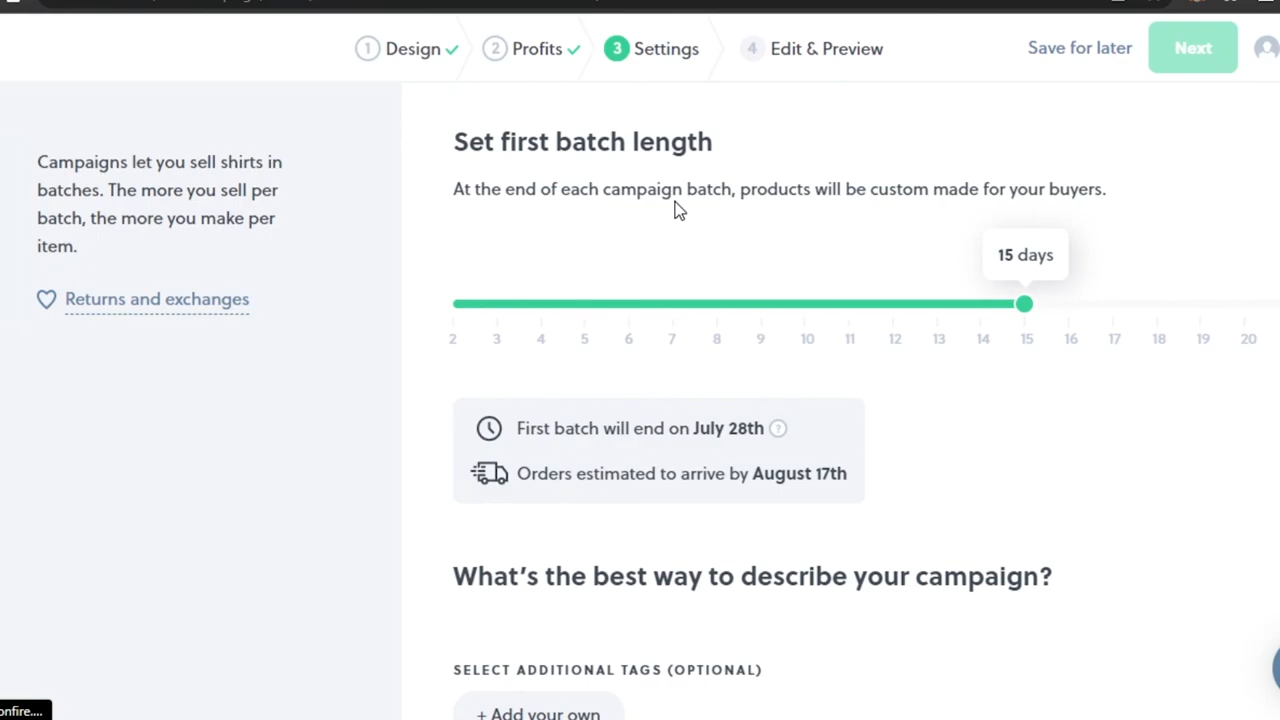 1 Design
2 Profits
3 Settings
4 Edit & Preview
Save for later
Next
Campaigns let you sell shirts in
batches. The more you sell per
batch, the more you make per
item.
Returns and exchanges
Set first batch length
At the end of each campaign batch, products will be custom made for your buyers.
15 days
2 3 4 5 6 7 8 9 10 11 12 13 14 15 16 17 18 19 20
First batch will end on July 28th ?
Orders estimated to arrive by August 17th
What's the best way to describe your campaign?
SELECT ADDITIONAL TAGS (OPTIONAL)
+ Add your own
onfire....